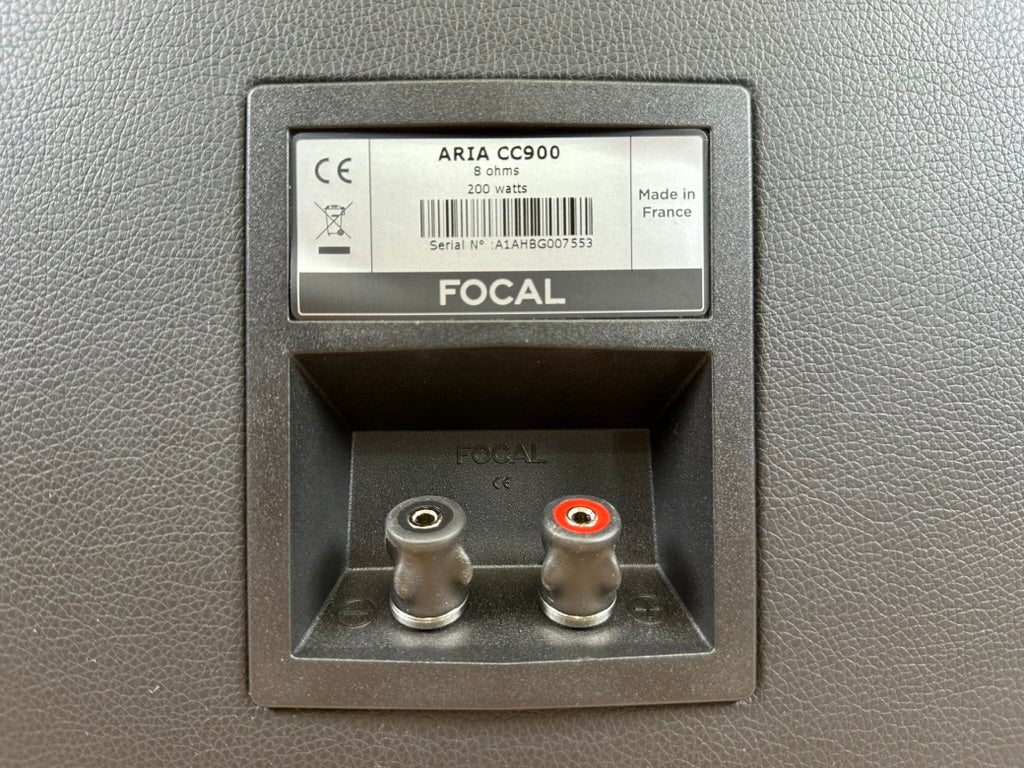 CE
ARIA CC900
8 ohms
200 watts
Serial N° :A1AHBG007553
Made in
France
FOCAL
FOCAL
CE